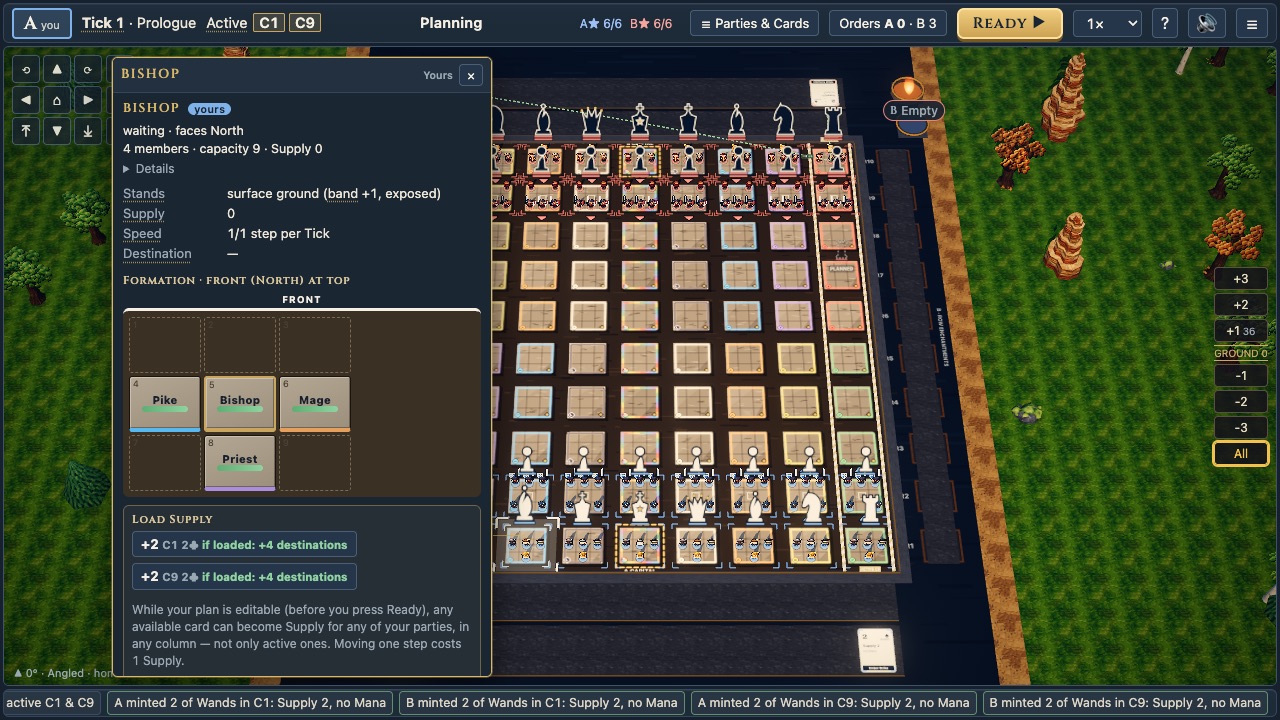 A you
Tick 1 · Prologue Active C1 C9
Planning
A★ 6/6 B★ 6/6
≡ Parties & Cards
Orders A 0 · B 3
READY ▶
1×
?
≡
BISHOP
Yours ×
BISHOP yours
waiting · faces North
4 members · capacity 9 · Supply 0
▶ Details
Stands surface ground (band +1, exposed)
Supply 0
Speed 1/1 step per Tick
Destination —
FORMATION · FRONT (NORTH) AT TOP
FRONT
4 Pike
5 Bishop
6 Mage
8 Priest
LOAD SUPPLY
+2 C1 2♣ if loaded: +4 destinations
+2 C9 2♣ if loaded: +4 destinations
While your plan is editable (before you press Ready), any
available card can become Supply for any of your parties, in
any column — not only active ones. Moving one step costs
1 Supply.
B Empty
PLANNED
+3
+2
+1 36
GROUND 0
-1
-2
-3
All
▲ 0° · Angled · hom
active C1 & C9
A minted 2 of Wands in C1: Supply 2, no Mana
B minted 2 of Wands in C1: Supply 2, no Mana
A minted 2 of Wands in C9: Supply 2, no Mana
B minted 2 of Wands in C9: Supply 2, no Mana